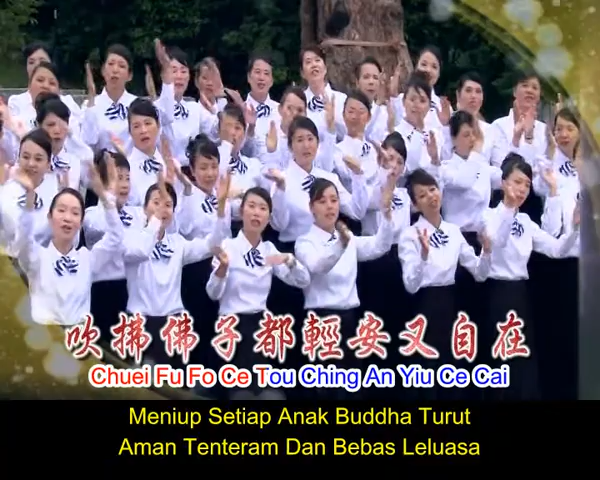 吹拂佛子都輕安又自在
Chuei Fu Fo Ce Tou Ching An Yiu Ce Cai
Meniup Setiap Anak Buddha Turut
Aman Tenteram Dan Bebas Leluasa